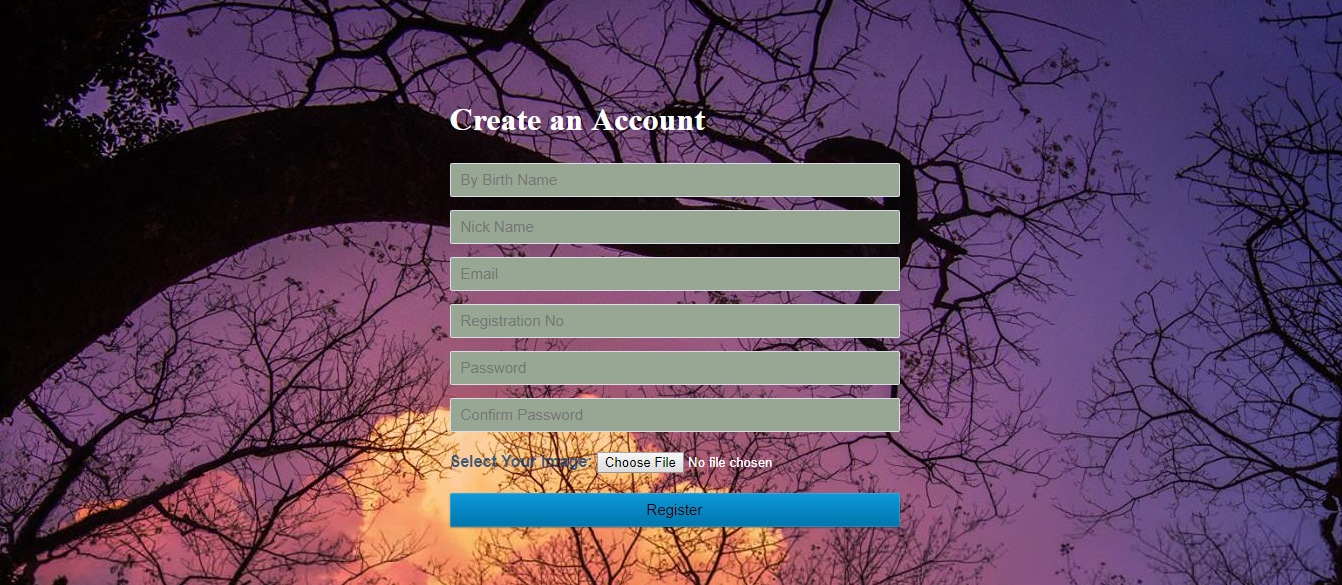 Create an Account
By Birth Name
Nick Name
Email
Registration No
Password
Confirm Password
Select Your Image: Choose File No file chosen
Register